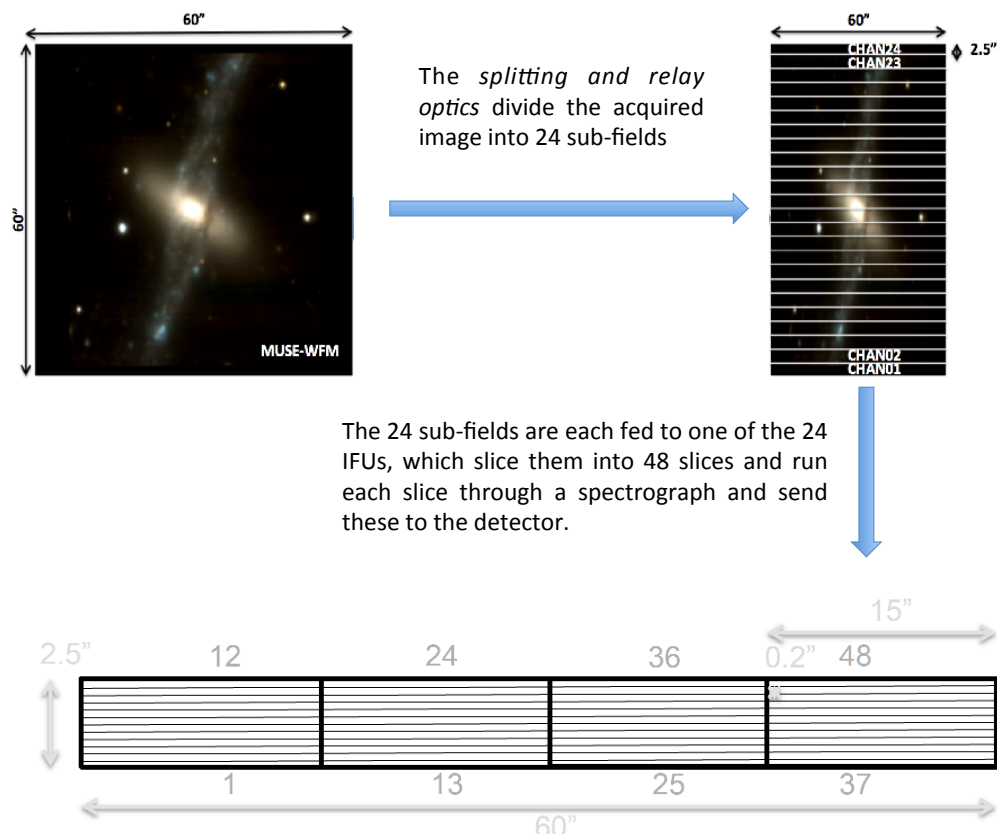 60”
60”
MUSE-WFM
The splitting and relay
optics divide the acquired
image into 24 sub-fields
60”
CHAN24
CHAN23
2.5”
CHAN02
CHAN01
The 24 sub-fields are each fed to one of the 24
IFUs, which slice them into 48 slices and run
each slice through a spectrograph and send
these to the detector.
15”
2.5”
12
24
36
0.2”
48
1
13
25
37
60”